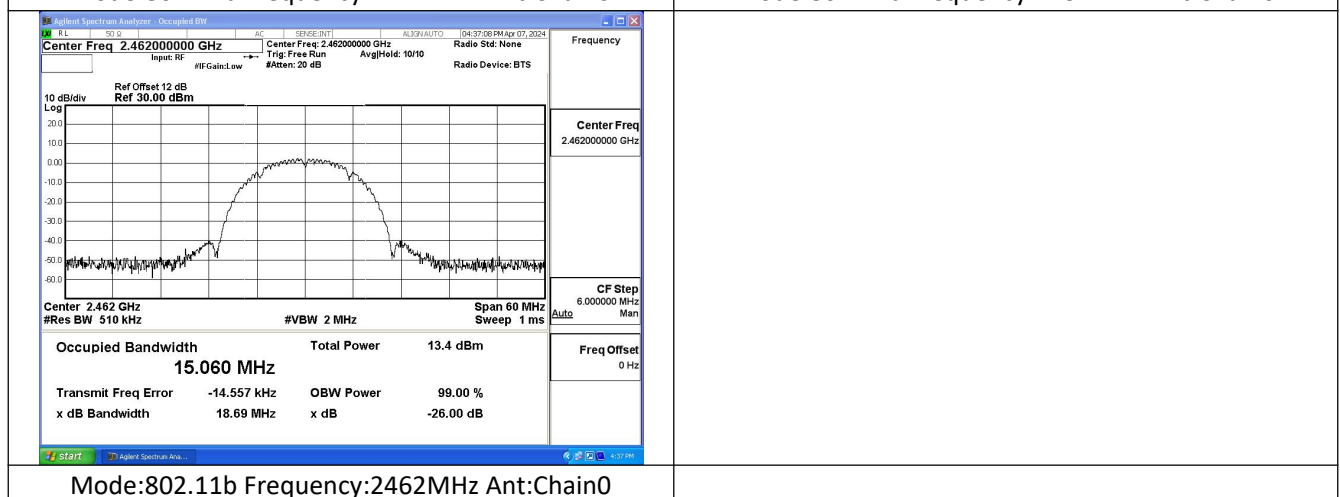 Agilent Spectrum Analyzer - Occupied BW
RL 50 Ω AC SENSE:INT ALIGN AUTO 04:37:08 PM Apr 07, 2024
Center Freq 2.462000000 GHz Center Freq: 2.462000000 GHz Radio Std: None Frequency
Input: RF Trig: Free Run Avg|Hold: 10/10
#IFGain:Low #Atten: 20 dB Radio Device: BTS
Ref Offset 12 dB
10 dB/div Ref 30.00 dBm
Log
20.0
Center Freq
2.462000000 GHz
10.0
0.00
-10.0
-20.0
-30.0
-40.0
-50.0
-60.0
CF Step
6.000000 MHz
Auto Man
Center 2.462 GHz Span 60 MHz
#Res BW 510 kHz #VBW 2 MHz Sweep 1 ms
Occupied Bandwidth Total Power 13.4 dBm
15.060 MHz
Freq Offset
0 Hz
Transmit Freq Error -14.557 kHz OBW Power 99.00 %
x dB Bandwidth 18.69 MHz x dB -26.00 dB
start Agilent Spectrum Ana... 4:37 PM
Mode:802.11b Frequency:2462MHz Ant:Chain0